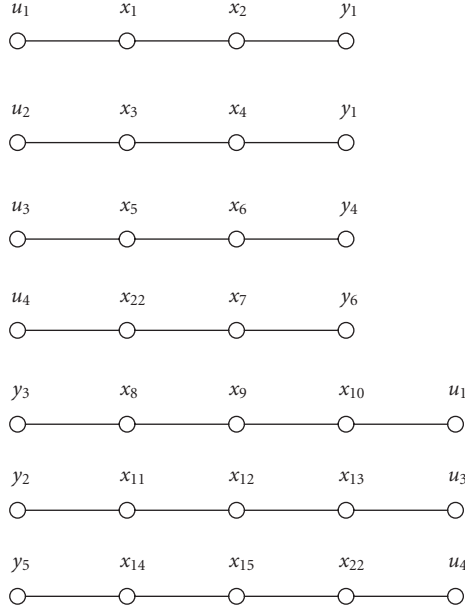 u₁ x₁ x₂ y₁
u₂ x₃ x₄ y₁
u₃ x₅ x₆ y₄
u₄ x₂₂ x₇ y₆
y₃ x₈ x₉ x₁₀ u₁
y₂ x₁₁ x₁₂ x₁₃ u₃
y₅ x₁₄ x₁₅ x₂₂ u₄